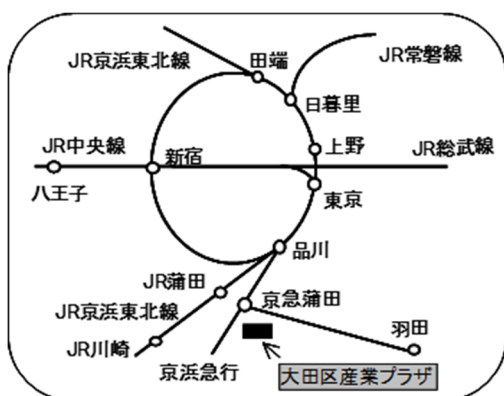 田端
JR京浜東北線
JR常磐線
日暮里
上野
JR中央線
新宿
JR総武線
八王子
東京
品川
JR蒲田
京急蒲田
JR京浜東北線
羽田
JR川崎
京浜急行
大田区産業プラザ